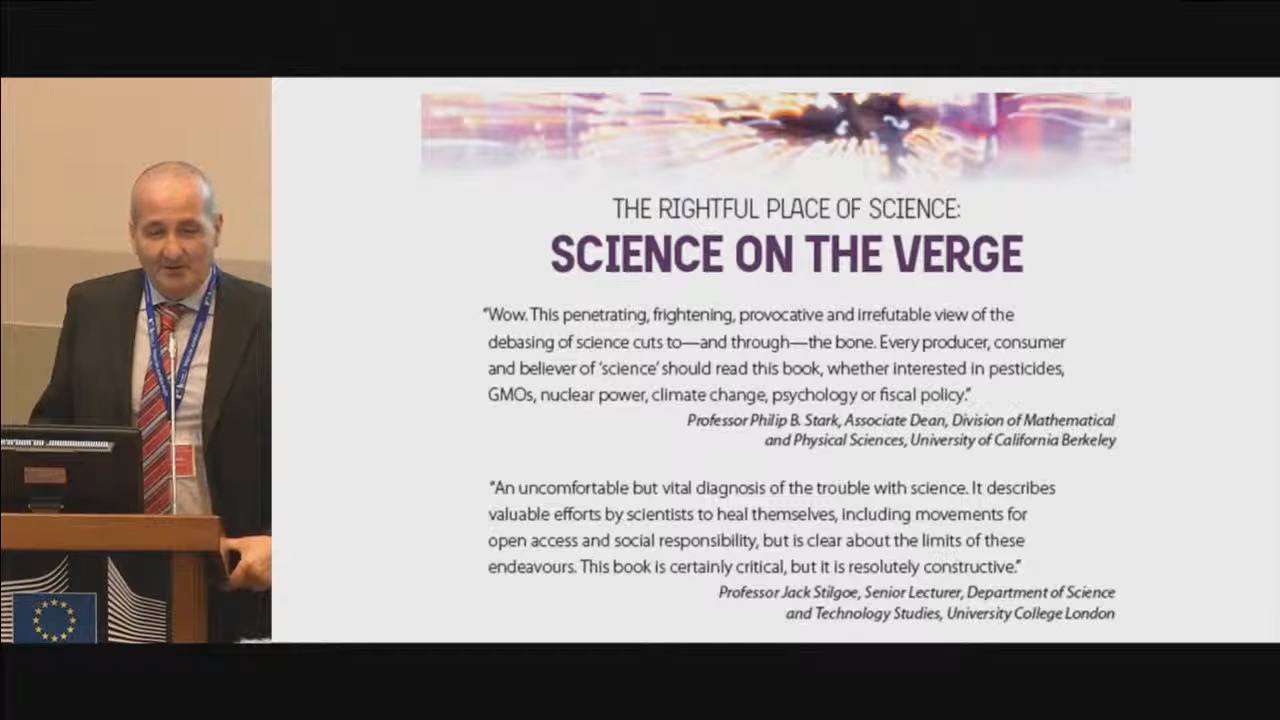 THE RIGHTFUL PLACE OF SCIENCE:
SCIENCE ON THE VERGE
“Wow. This penetrating, frightening, provocative and irrefutable view of the
debasing of science cuts to—and through—the bone. Every producer, consumer
and believer of ‘science’ should read this book, whether interested in pesticides,
GMOs, nuclear power, climate change, psychology or fiscal policy.”
Professor Philip B. Stark, Associate Dean, Division of Mathematical
and Physical Sciences, University of California Berkeley
“An uncomfortable but vital diagnosis of the trouble with science. It describes
valuable efforts by scientists to heal themselves, including movements for
open access and social responsibility, but is clear about the limits of these
endeavours. This book is certainly critical, but it is resolutely constructive.”
Professor Jack Stilgoe, Senior Lecturer, Department of Science
and Technology Studies, University College London